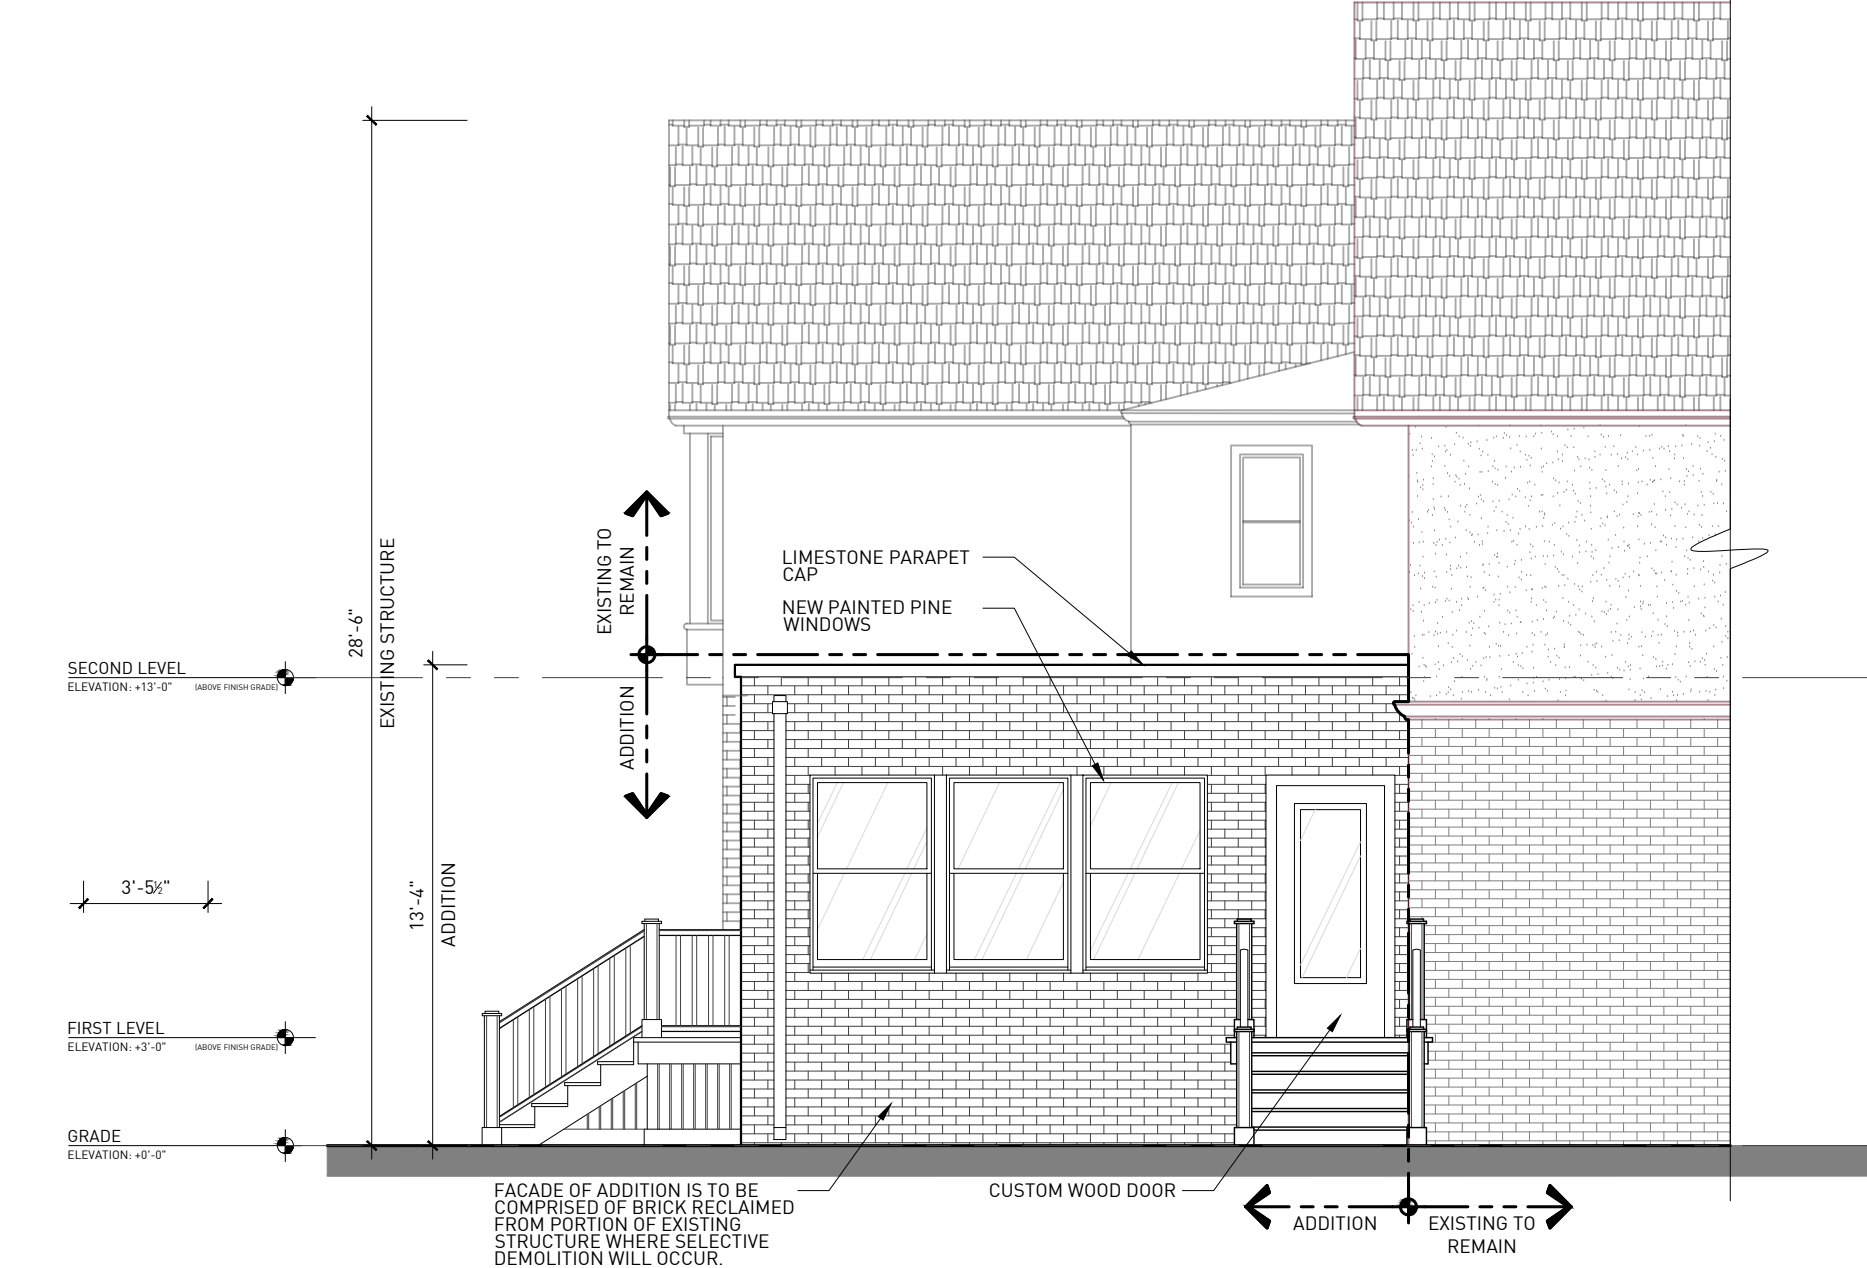 EXISTING TO
REMAIN
LIMESTONE PARAPET
CAP
NEW PAINTED PINE
WINDOWS
28'-6"
EXISTING STRUCTURE
SECOND LEVEL
ELEVATION: +13'-0" (ABOVE FINISH GRADE)
ADDITION
3'-5½"
13'-4"
ADDITION
FIRST LEVEL
ELEVATION: +3'-0" (ABOVE FINISH GRADE)
GRADE
ELEVATION: +0'-0"
FACADE OF ADDITION IS TO BE
COMPRISED OF BRICK RECLAIMED
FROM PORTION OF EXISTING
STRUCTURE WHERE SELECTIVE
DEMOLITION WILL OCCUR.
CUSTOM WOOD DOOR
ADDITION
EXISTING TO
REMAIN